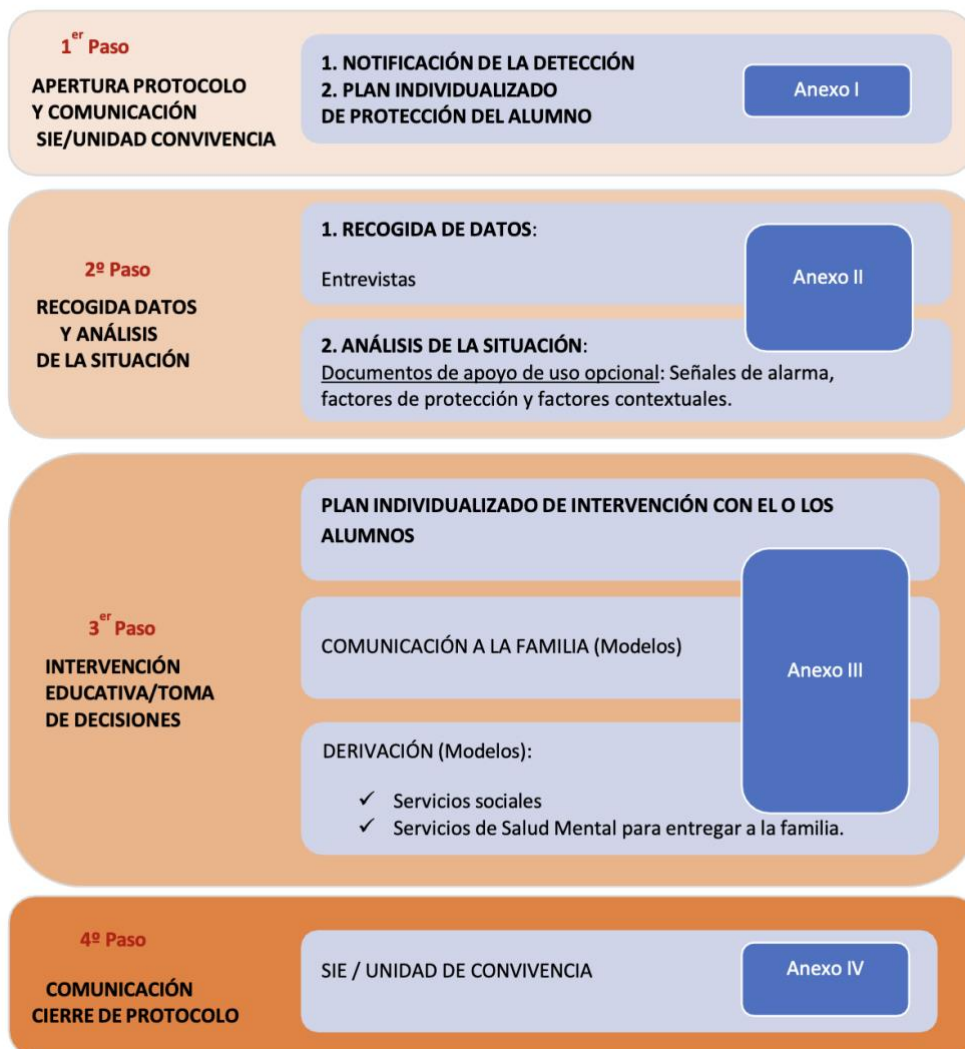 1er Paso
APERTURA PROTOCOLO
Y COMUNICACIÓN
SIE/UNIDAD CONVIVENCIA
1. NOTIFICACIÓN DE LA DETECCIÓN
2. PLAN INDIVIDUALIZADO
DE PROTECCIÓN DEL ALUMNO
Anexo I
2º Paso
RECOGIDA DATOS
Y ANÁLISIS
DE LA SITUACIÓN
1. RECOGIDA DE DATOS:
Entrevistas
Anexo II
2. ANÁLISIS DE LA SITUACIÓN:
Documentos de apoyo de uso opcional: Señales de alarma,
factores de protección y factores contextuales.
3er Paso
INTERVENCIÓN
EDUCATIVA/TOMA
DE DECISIONES
PLAN INDIVIDUALIZADO DE INTERVENCIÓN CON EL O LOS
ALUMNOS
COMUNICACIÓN A LA FAMILIA (Modelos)
Anexo III
DERIVACIÓN (Modelos):
✓ Servicios sociales
✓ Servicios de Salud Mental para entregar a la familia.
4º Paso
COMUNICACIÓN
CIERRE DE PROTOCOLO
SIE / UNIDAD DE CONVIVENCIA
Anexo IV